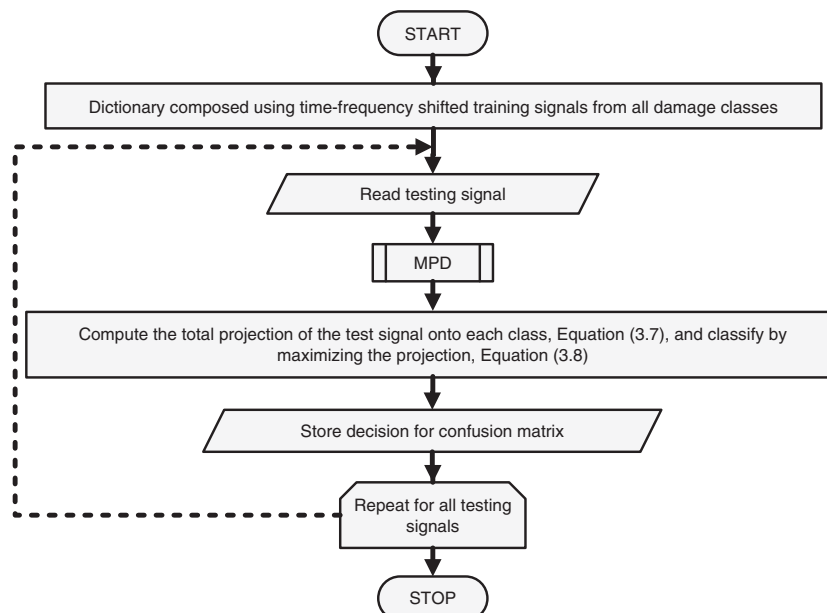 START
Dictionary composed using time-frequency shifted training signals from all damage classes
Read testing signal
MPD
Compute the total projection of the test signal onto each class, Equation (3.7), and classify by
maximizing the projection, Equation (3.8)
Store decision for confusion matrix
Repeat for all testing
signals
STOP